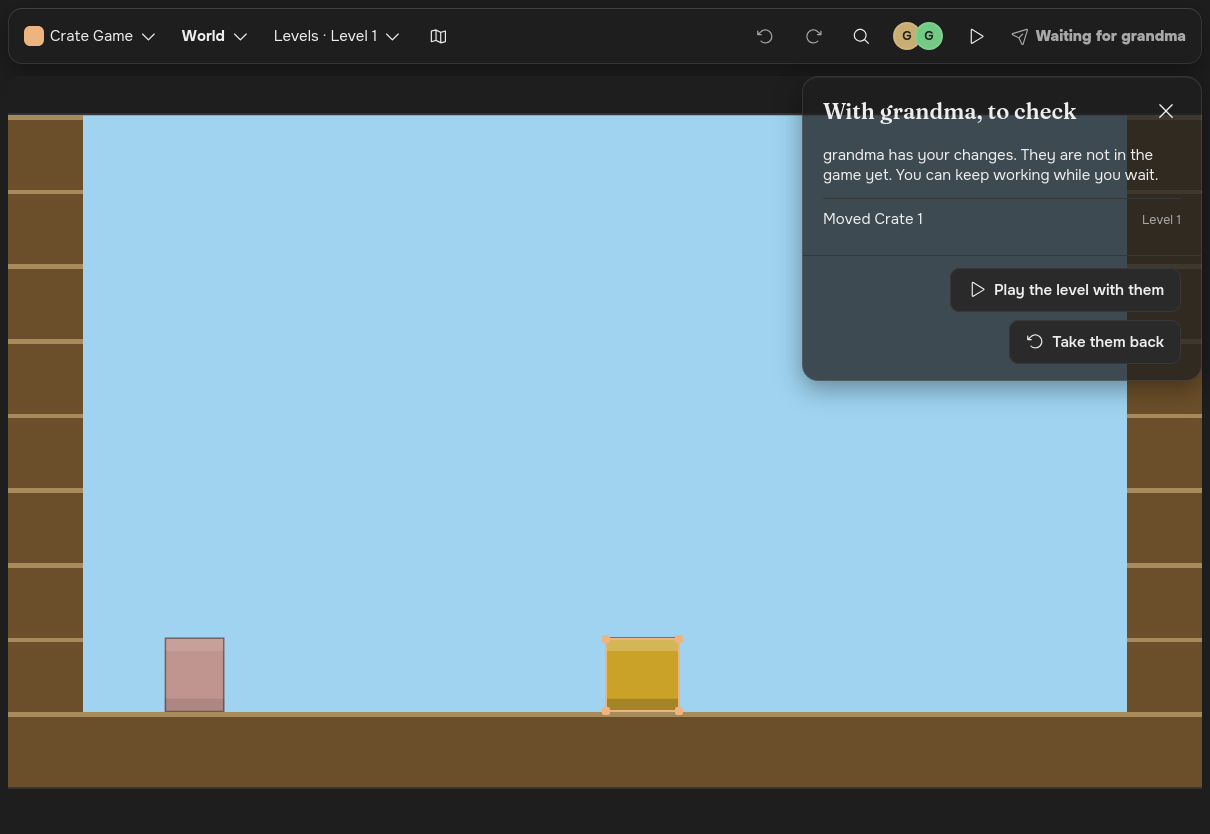 Crate Game World Levels · Level 1 G G Waiting for grandma
With grandma, to check
grandma has your changes. They are not in the
game yet. You can keep working while you wait.
Moved Crate 1 Level 1
Play the level with them
Take them back